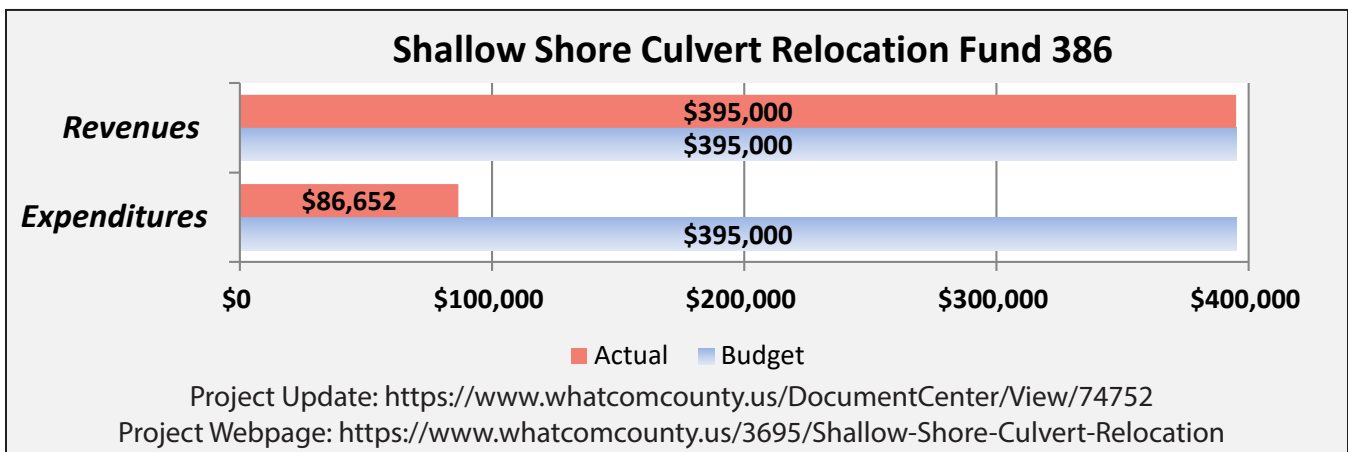 Shallow Shore Culvert Relocation Fund 386
Revenues
$395,000
$395,000
Expenditures
$86,652
$395,000
$0 $100,000 $200,000 $300,000 $400,000
Actual Budget
Project Update: https://www.whatcomcounty.us/DocumentCenter/View/74752
Project Webpage: https://www.whatcomcounty.us/3695/Shallow-Shore-Culvert-Relocation